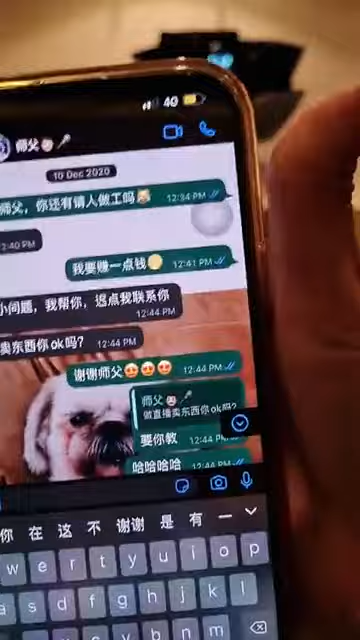 4G
师父
10 Dec 2020
师父，你还有请人做工吗
12:34 PM
2:40 PM
我要赚一点钱
12:41 PM
小问题，我帮你，迟点我联系你
12:44 PM
卖东西你ok吗?
12:44 PM
谢谢师父
12:44 PM
师父
做直播卖东西你ok吗?
要你教
12:44 PM
哈哈哈哈
12:44 PM
你 在 这 不 谢谢 是 有 一
w e r t y u i o p
a s d f g h j k l
v b n m